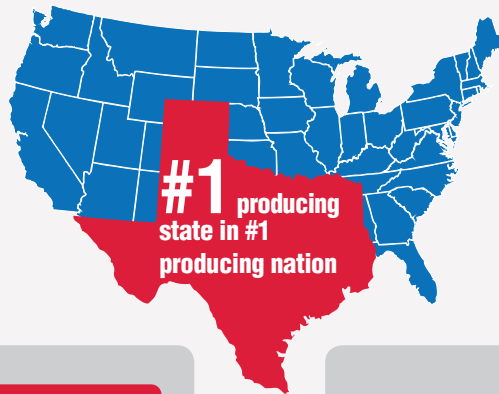 #1 producing
state in #1
producing nation